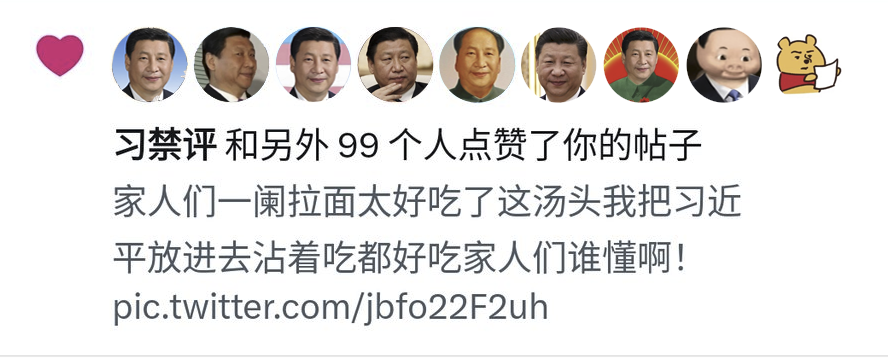 习禁评 和另外 99 个人点赞了你的帖子
家人们一阑拉面太好吃了这汤头我把习近
平放进去沾着吃都好吃家人们谁懂啊！
pic.twitter.com/jbfo22F2uh